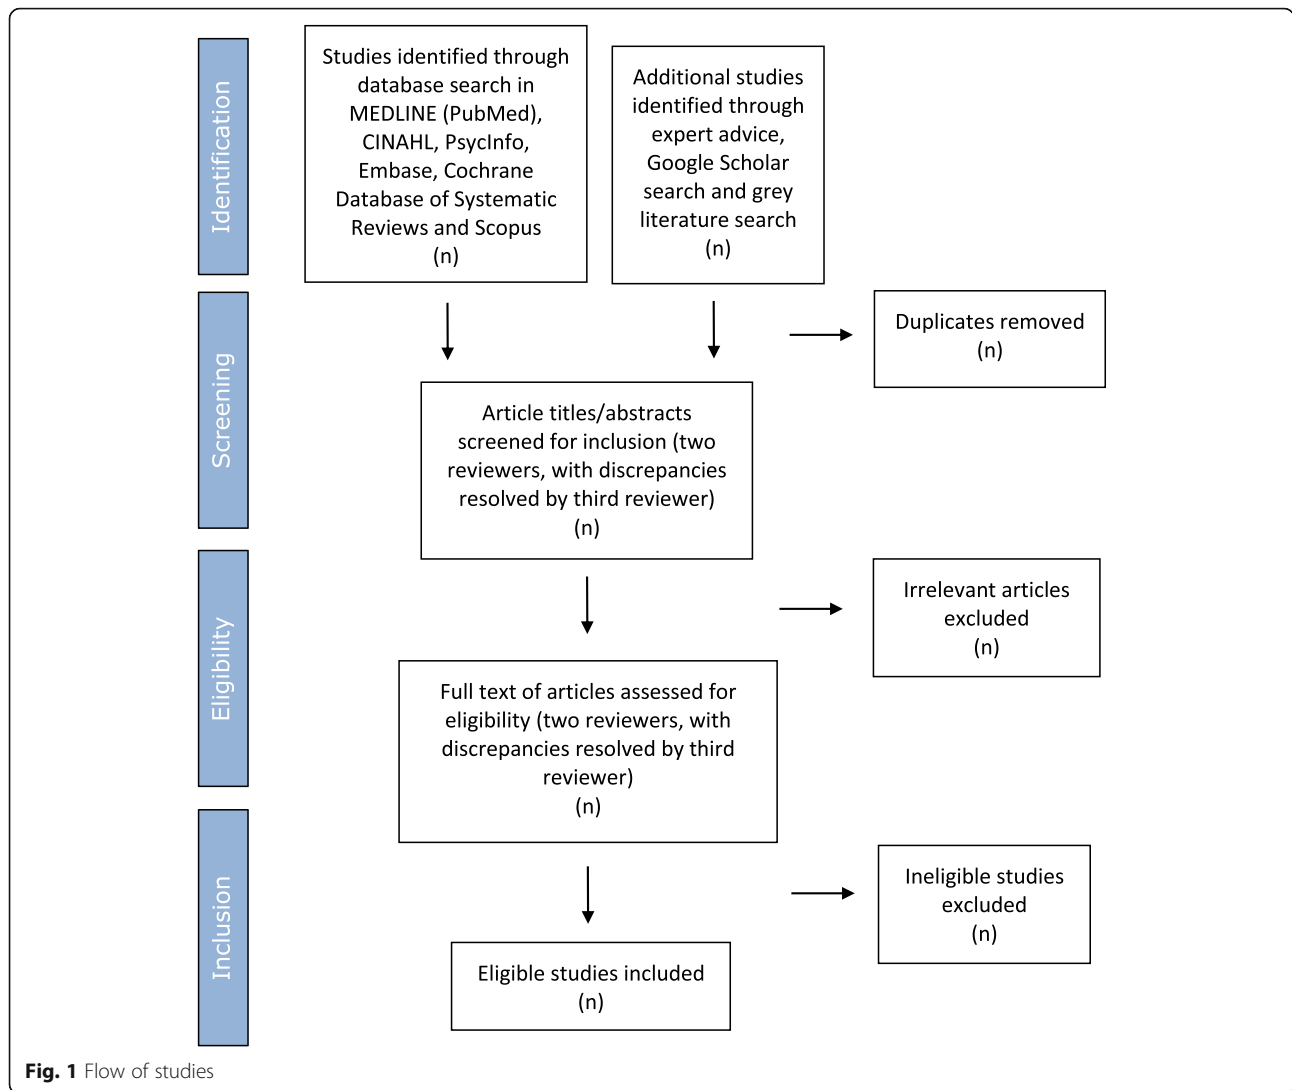 Identification
Studies identified through
database search in
MEDLINE (PubMed),
CINAHL, PsycInfo,
Embase, Cochrane
Database of Systematic
Reviews and Scopus
(n)
Additional studies
identified through
expert advice,
Google Scholar
search and grey
literature search
(n)
Screening
Duplicates removed
(n)
Article titles/abstracts
screened for inclusion (two
reviewers, with discrepancies
resolved by third reviewer)
(n)
Eligibility
Irrelevant articles
excluded
(n)
Full text of articles assessed for
eligibility (two reviewers, with
discrepancies resolved by third
reviewer)
(n)
Inclusion
Ineligible studies
excluded
(n)
Eligible studies included
(n)
Fig. 1 Flow of studies